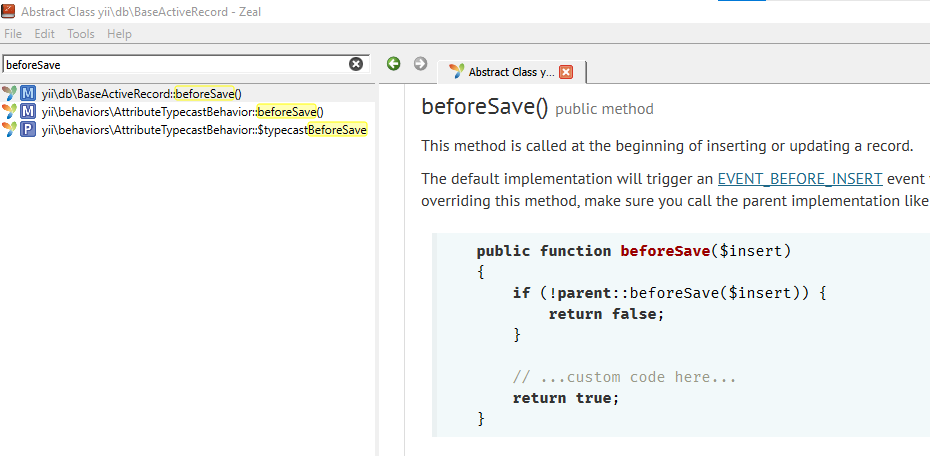 Abstract Class yii\db\BaseActiveRecord - Zeal
File Edit Tools Help
beforeSave
yii\db\BaseActiveRecord::beforeSave()
yii\behaviors\AttributeTypecastBehavior::beforeSave()
yii\behaviors\AttributeTypecastBehavior::$typecastBeforeSave
M
M
P
Abstract Class y...
beforeSave() public method
This method is called at the beginning of inserting or updating a record.
The default implementation will trigger an EVENT_BEFORE_INSERT event
overriding this method, make sure you call the parent implementation like
public function beforeSave($insert)
{
if (!parent::beforeSave($insert)) {
return false;
}
// ...custom code here...
return true;
}